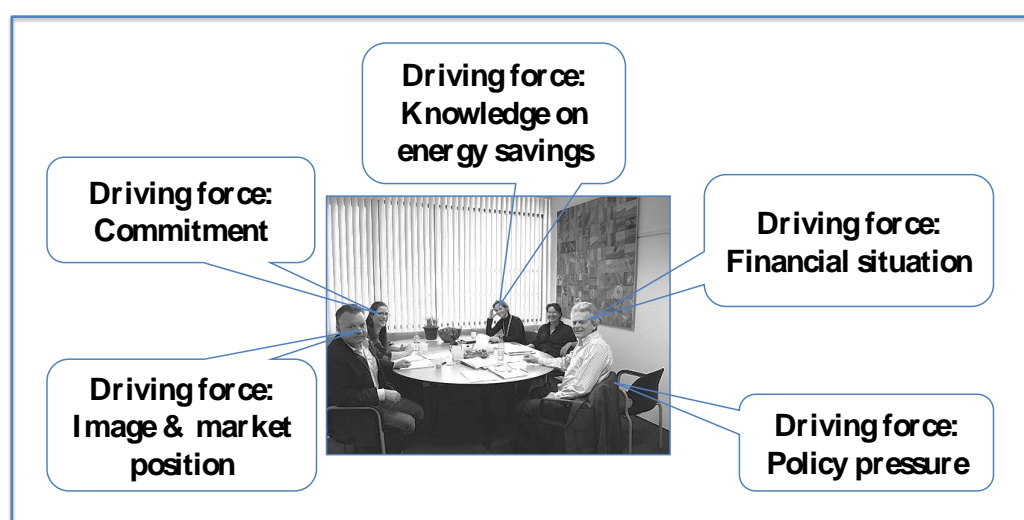 Driving force:
Knowledge on
energy savings
Driving force:
Commitment
Driving force:
Financial situation
Driving force:
Image & market
position
Driving force:
Policy pressure